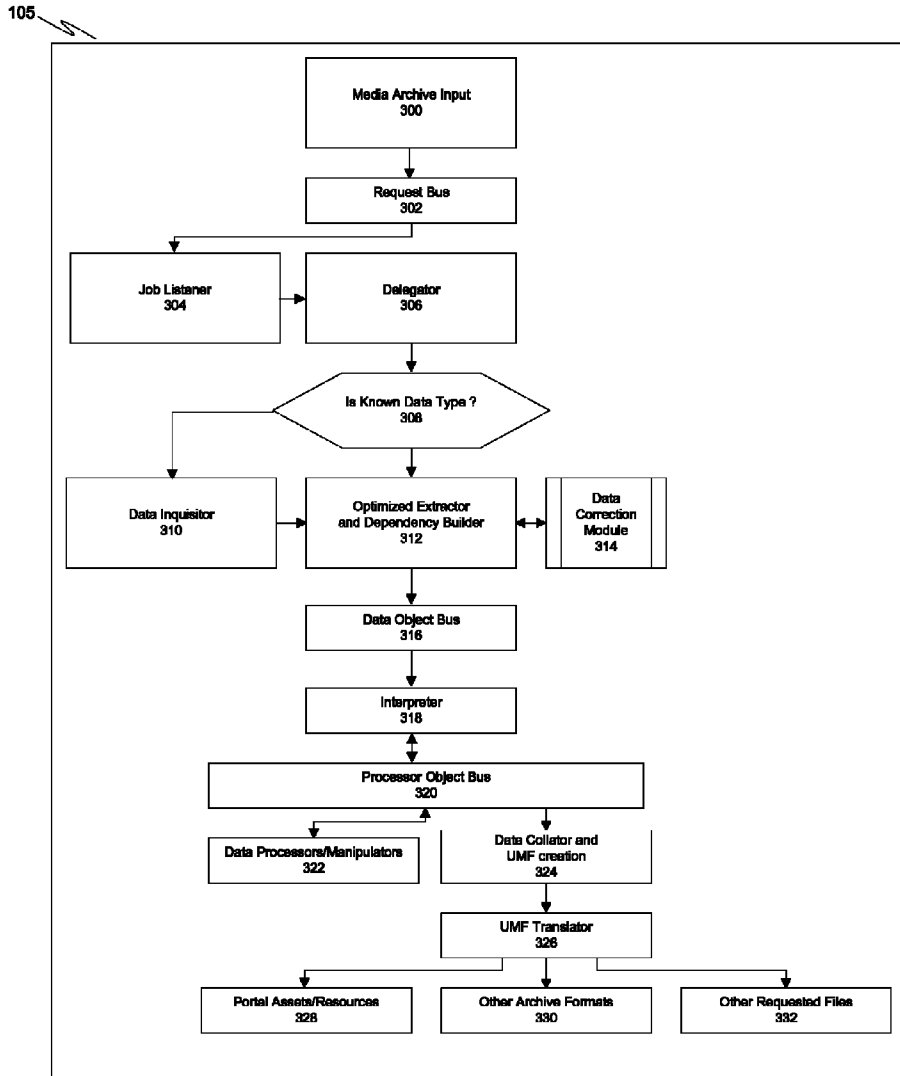 105
Media Archive Input
300
Request Bus
302
Job Listener
304
Delegator
306
Is Known Data Type ?
308
Data Inquisitor
310
Optimized Extractor
and Dependency Builder
312
Data
Correction
Module
314
Data Object Bus
316
Interpreter
318
Processor Object Bus
320
Data Processors/Manipulators
322
Data Collator and
UMF creation
324
UMF Translator
326
Portal Assets/Resources
328
Other Archive Formats
330
Other Requested Files
332